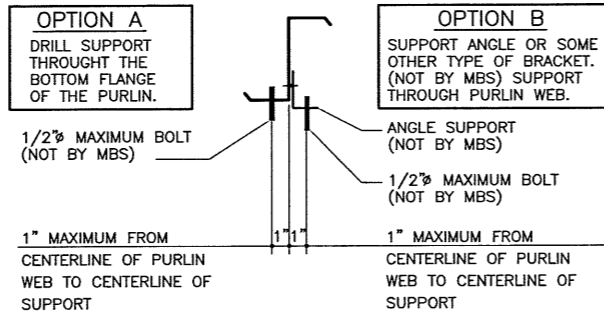 OPTION A
DRILL SUPPORT
THROUGHT THE
BOTTOM FLANGE
OF THE PURLIN.
1/2"ø MAXIMUM BOLT
(NOT BY MBS)
OPTION B
SUPPORT ANGLE OR SOME
OTHER TYPE OF BRACKET.
(NOT BY MBS) SUPPORT
THROUGH PURLIN WEB.
ANGLE SUPPORT
(NOT BY MBS)
1/2"ø MAXIMUM BOLT
(NOT BY MBS)
1" 1"
1" MAXIMUM FROM
CENTERLINE OF PURLIN
WEB TO CENTERLINE OF
SUPPORT
1" MAXIMUM FROM
CENTERLINE OF PURLIN
WEB TO CENTERLINE OF
SUPPORT